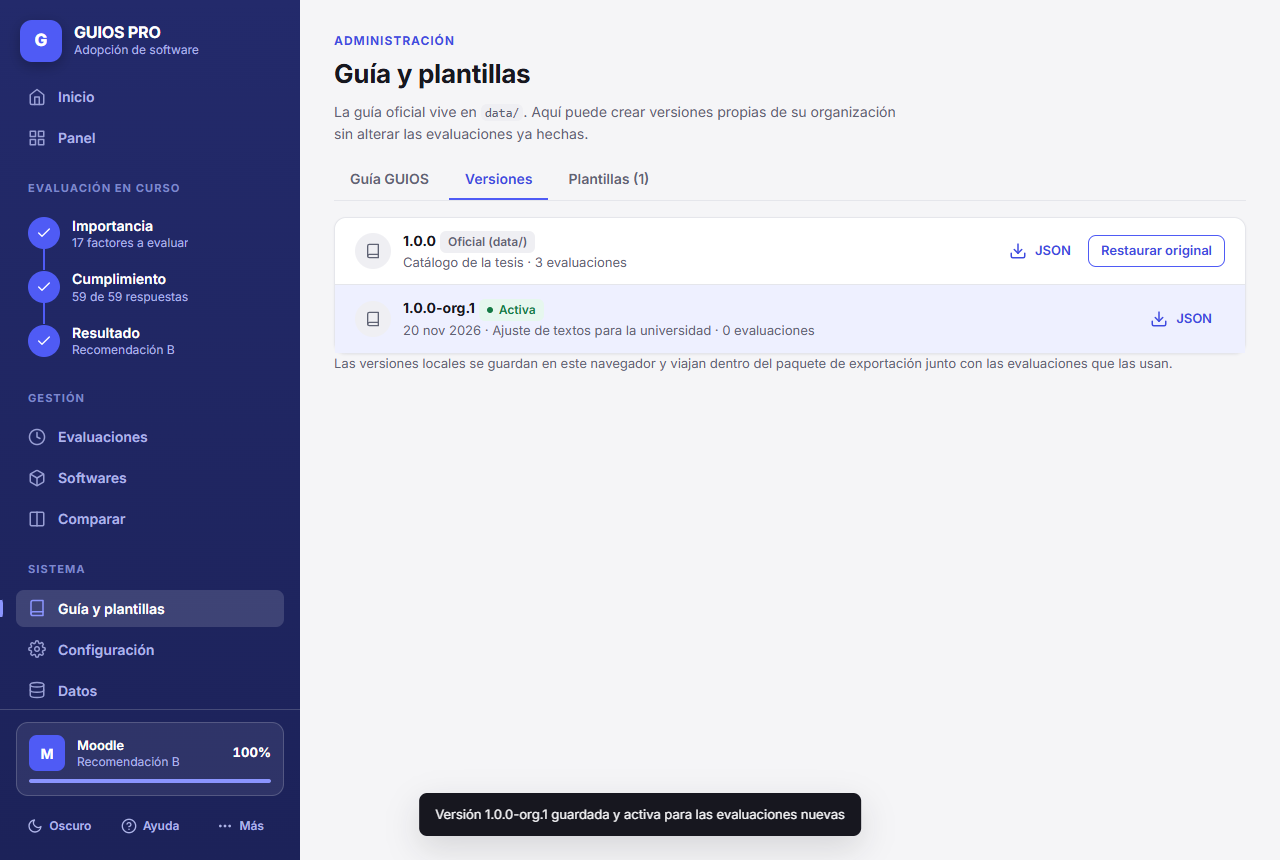 G
GUIOS PRO
Adopción de software
Inicio
Panel
EVALUACIÓN EN CURSO
Importancia
17 factores a evaluar
Cumplimiento
59 de 59 respuestas
Resultado
Recomendación B
GESTIÓN
Evaluaciones
Softwares
Comparar
SISTEMA
Guía y plantillas
Configuración
Datos
M
Moodle
Recomendación B
100%
Oscuro
Ayuda
Más
ADMINISTRACIÓN
Guía y plantillas
La guía oficial vive en data/. Aquí puede crear versiones propias de su organización
sin alterar las evaluaciones ya hechas.
Guía GUIOS
Versiones
Plantillas (1)
1.0.0 Oficial (data/)
Catálogo de la tesis · 3 evaluaciones
JSON
Restaurar original
1.0.0-org.1 Activa
20 nov 2026 · Ajuste de textos para la universidad · 0 evaluaciones
JSON
Las versiones locales se guardan en este navegador y viajan dentro del paquete de exportación junto con las evaluaciones que las usan.
Versión 1.0.0-org.1 guardada y activa para las evaluaciones nuevas